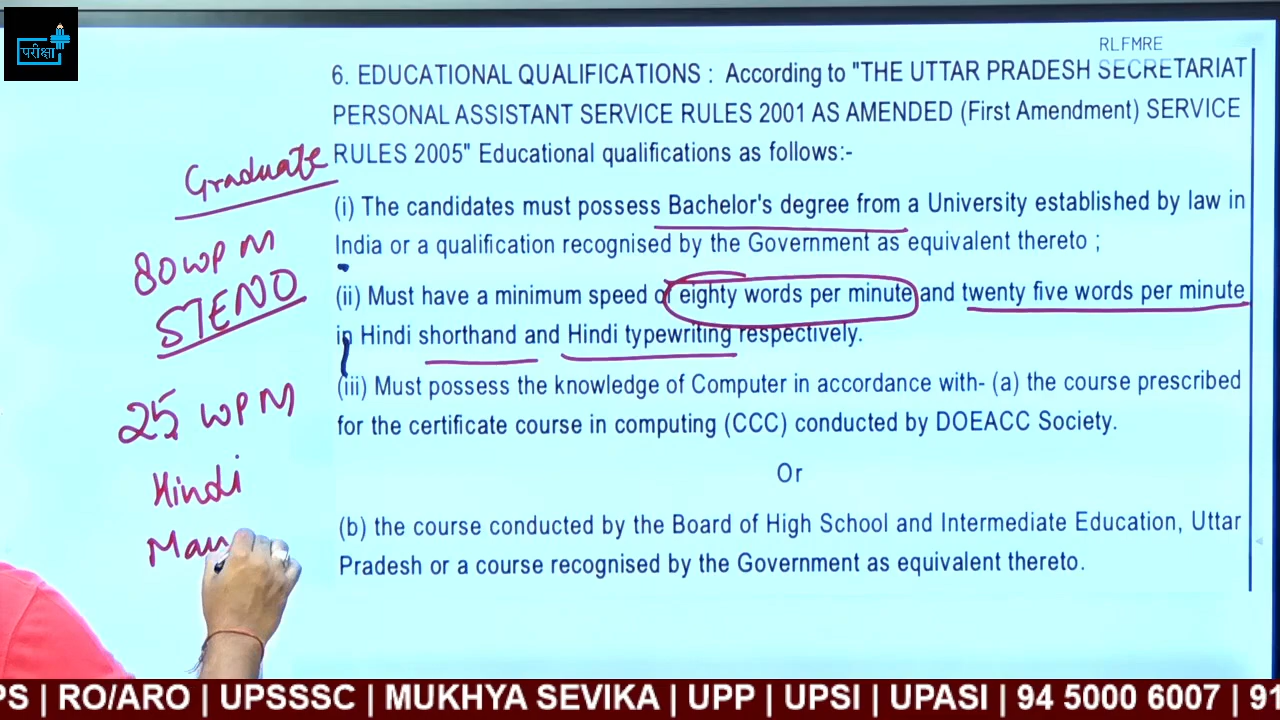 परीक्षा
RLFMRE
6. EDUCATIONAL QUALIFICATIONS : According to "THE UTTAR PRADESH SECRETARIAT
PERSONAL ASSISTANT SERVICE RULES 2001 AS AMENDED (First Amendment) SERVICE
RULES 2005" Educational qualifications as follows:-
Graduate
(i) The candidates must possess Bachelor's degree from a University established by law in
India or a qualification recognised by the Government as equivalent thereto ;
80 WPM
STENO
(ii) Must have a minimum speed of eighty words per minute and twenty five words per minute
in Hindi shorthand and Hindi typewriting respectively.
(iii) Must possess the knowledge of Computer in accordance with- (a) the course prescribed
for the certificate course in computing (CCC) conducted by DOEACC Society.
25 WPM
Hindi
Or
Man
(b) the course conducted by the Board of High School and Intermediate Education, Uttar
Pradesh or a course recognised by the Government as equivalent thereto.
PS | RO/ARO | UPSSSC | MUKHYA SEVIKA | UPP | UPSI | UPASI | 94 5000 6007 | 91